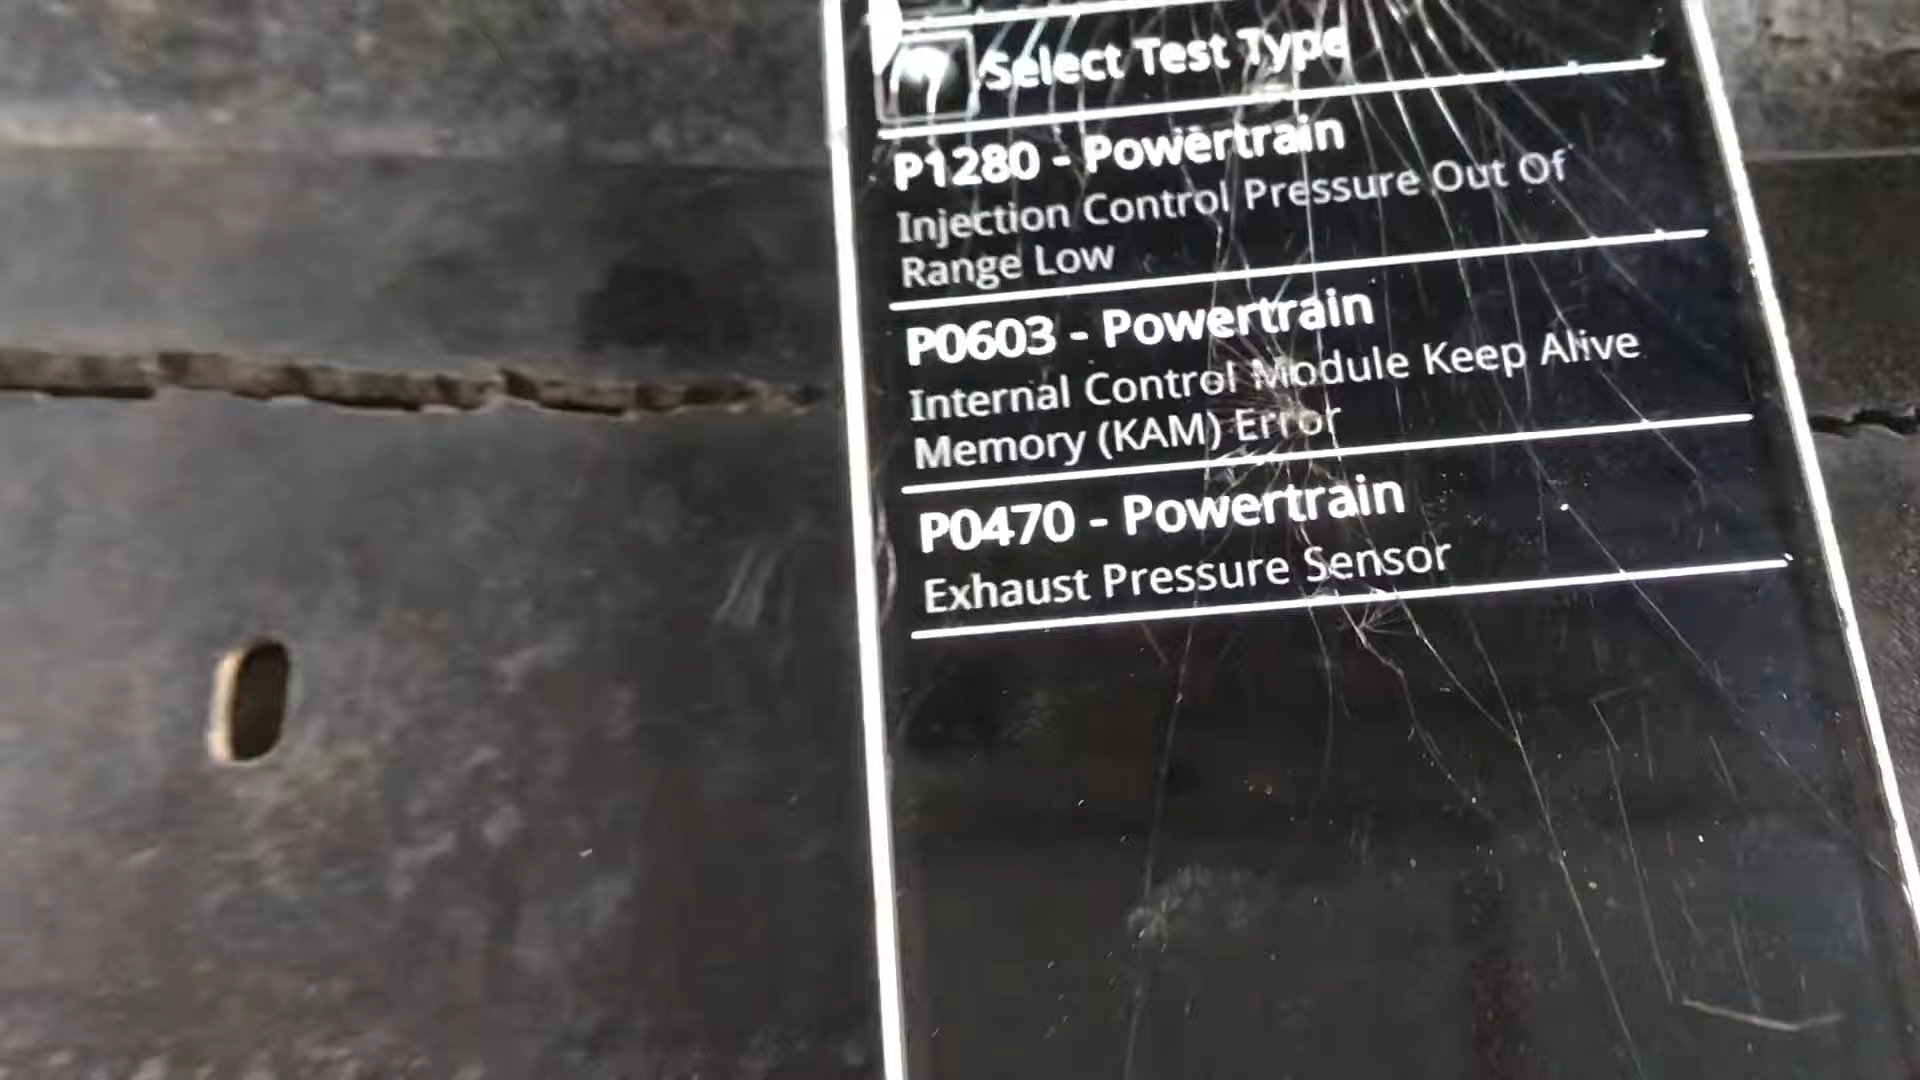 Select Test Type
P1280 - Powertrain
Injection Control Pressure Out Of
Range Low
P0603 - Powertrain
Internal Control Module Keep Alive
Memory (KAM) Error
P0470 - Powertrain
Exhaust Pressure Sensor